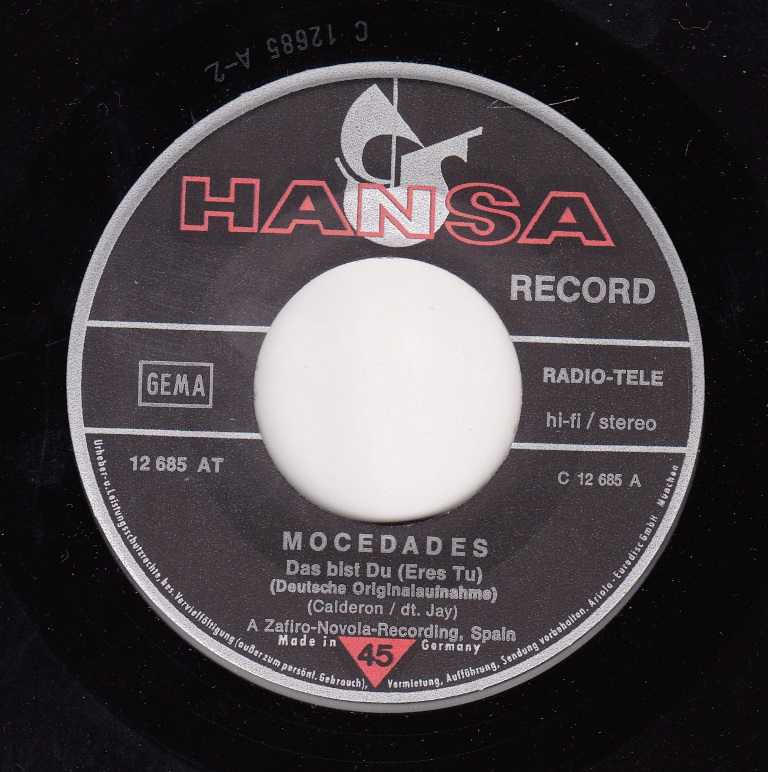 C 12685 A-2
HANSA
RECORD
GEMA
RADIO-TELE
hi-fi / stereo
12 685 AT
C 12 685 A
MOCEDADES
Das bist Du (Eres Tu)
(Deutsche Originalaufnahme)
(Calderon / dt. Jay)
A Zafiro-Novola-Recording, Spain
Made in Germany
45
Urheber- u. Leistungsschutzrechte, bes. Vervielfältigung (außer zum persönl. Gebrauch), Vermietung, Aufführung, Sendung vorbehalten. Ariola - Eurodisc GmbH. München